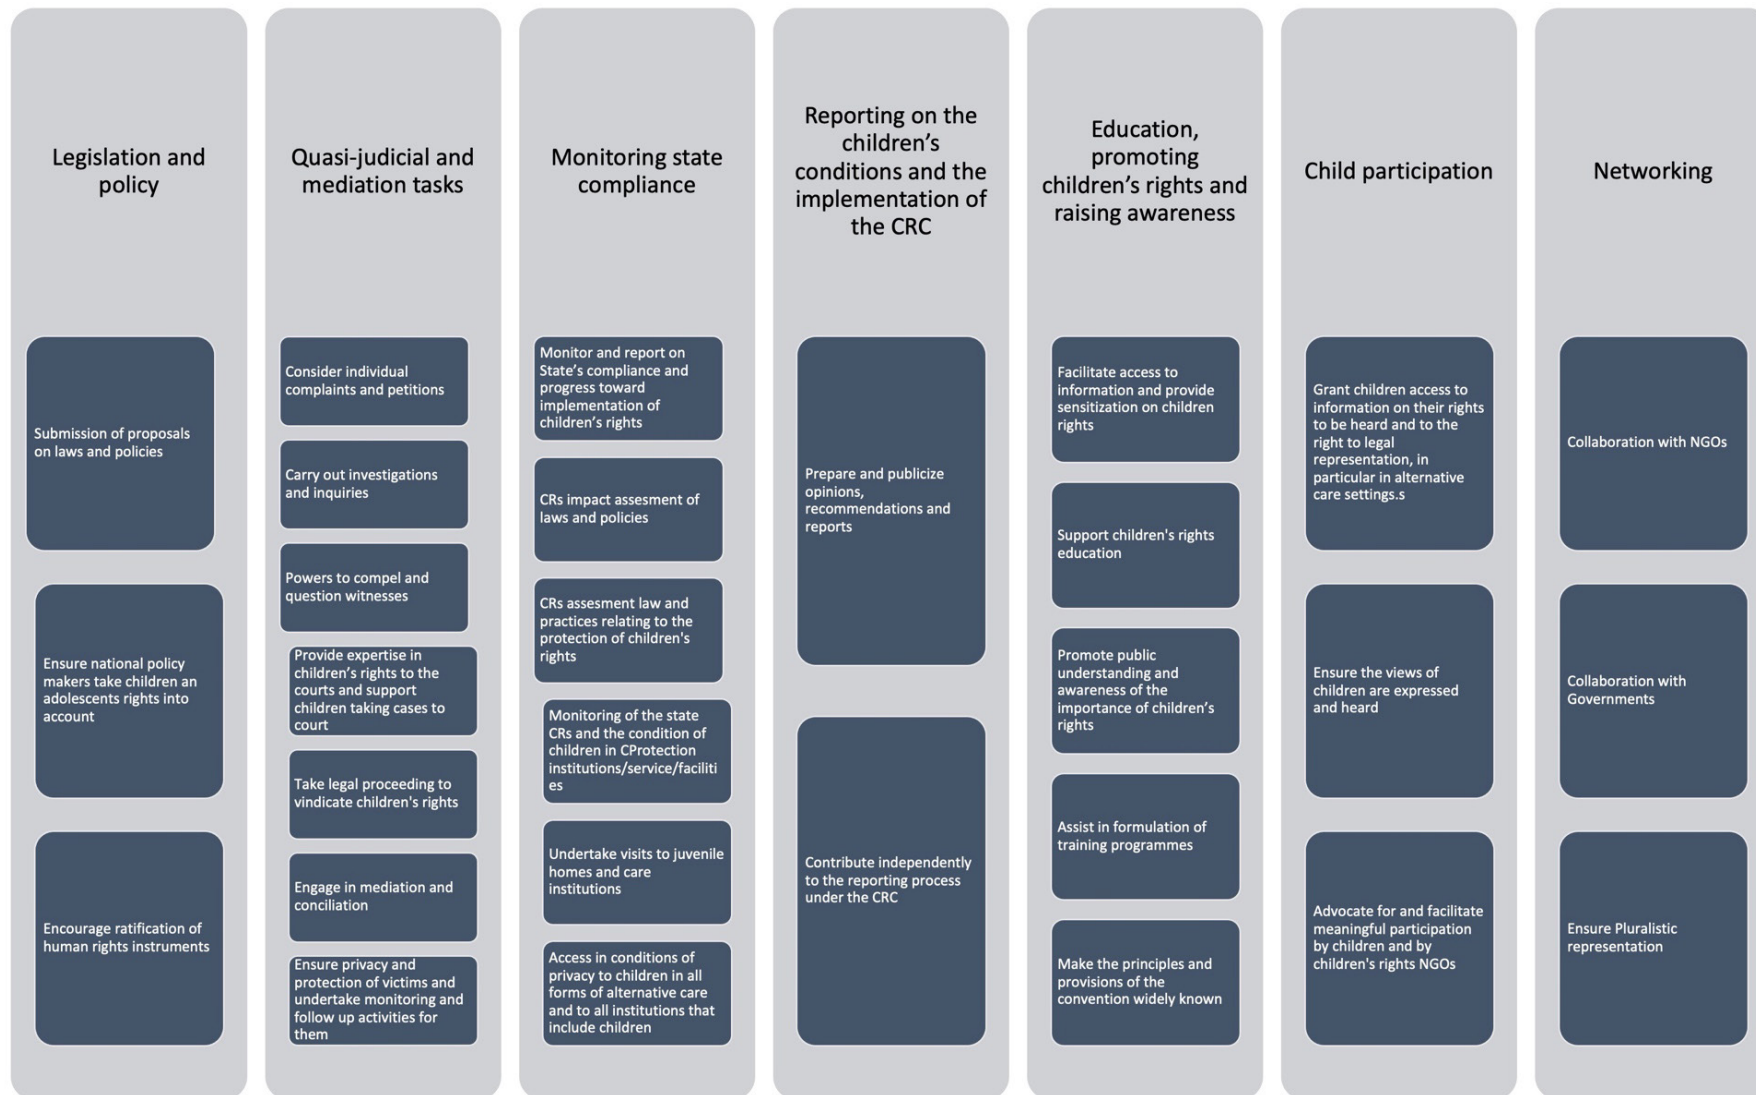 Legislation and
policy
Submission of proposals
on laws and policies
Ensure national policy
makers take children an
adolescents rights into
account
Encourage ratification of
human rights instruments
Quasi-judicial and
mediation tasks
Consider individual
complaints and petitions
Carry out investigations
and inquiries
Powers to compel and
question witnesses
Provide expertise in
children’s rights to the
courts and support
children taking cases to
court
Take legal proceeding to
vindicate children's rights
Engage in mediation and
conciliation
Ensure privacy and
protection of victims and
undertake monitoring and
follow up activities for
them
Monitoring state
compliance
Monitor and report on
State’s compliance and
progress toward
implementation of
children’s rights
CRs impact assesment of
laws and policies
CRs assesment law and
practices relating to the
protection of children's
rights
Monitoring of the state
CRs and the condition of
children in CProtection
institutions/service/faciliti
es
Undertake visits to juvenile
homes and care
institutions
Access in conditions of
privacy to children in all
forms of alternative care
and to all institutions that
include children
Reporting on the
children’s
conditions and the
implementation of
the CRC
Prepare and publicize
opinions,
recommendations and
reports
Contribute independently
to the reporting process
under the CRC
Education,
promoting
children’s rights and
raising awareness
Facilitate access to
information and provide
sensitization on children
rights
Support children's rights
education
Promote public
understanding and
awareness of the
importance of children’s
rights
Assist in formulation of
training programmes
Make the principles and
provisions of the
convention widely known
Child participation
Grant children access to
information on their rights
to be heard and to the
right to legal
representation, in
particular in alternative
care settings.s
Ensure the views of
children are expressed
and heard
Advocate for and facilitate
meaningful participation
by children and by
children's rights NGOs
Networking
Collaboration with NGOs
Collaboration with
Governments
Ensure Pluralistic
representation